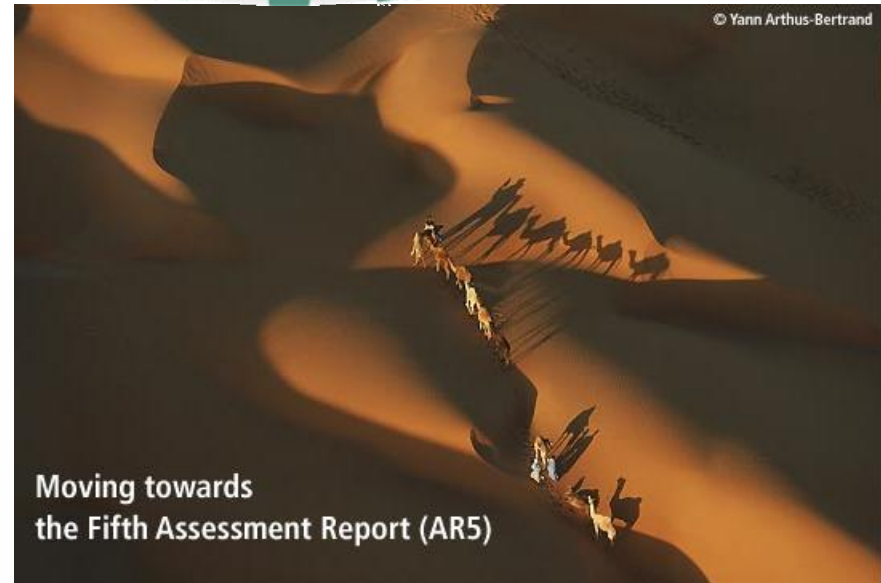 © Yann Arthus-Bertrand
Moving towards
the Fifth Assessment Report (AR5)